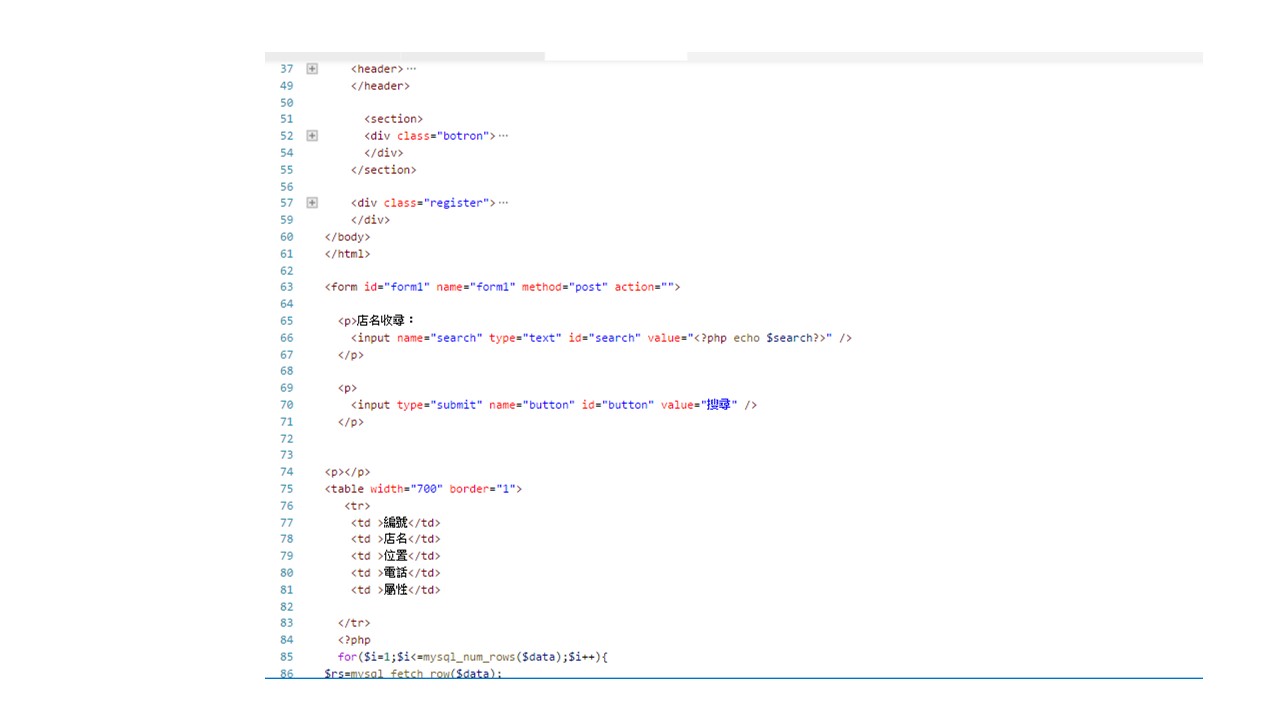 37 <header>...
49 </header>
50
51 <section>
52 <div class="botron">...
54 </div>
55 </section>
56
57 <div class="register">...
59 </div>
60 </body>
61 </html>
62
63 <form id="form1" name="form1" method="post" action="">
64
65 <p>店名收尋：
66 <input name="search" type="text" id="search" value="<?php echo $search?>" />
67 </p>
68
69 <p>
70 <input type="submit" name="button" id="button" value="搜尋" />
71 </p>
72
73
74 <p></p>
75 <table width="700" border="1">
76 <tr>
77 <td >編號</td>
78 <td >店名</td>
79 <td >位置</td>
80 <td >電話</td>
81 <td >屬性</td>
82
83 </tr>
84 <?php
85 for($i=1;$i<=mysql_num_rows($data);$i++){
86 $rs=mysql_fetch_row($data);